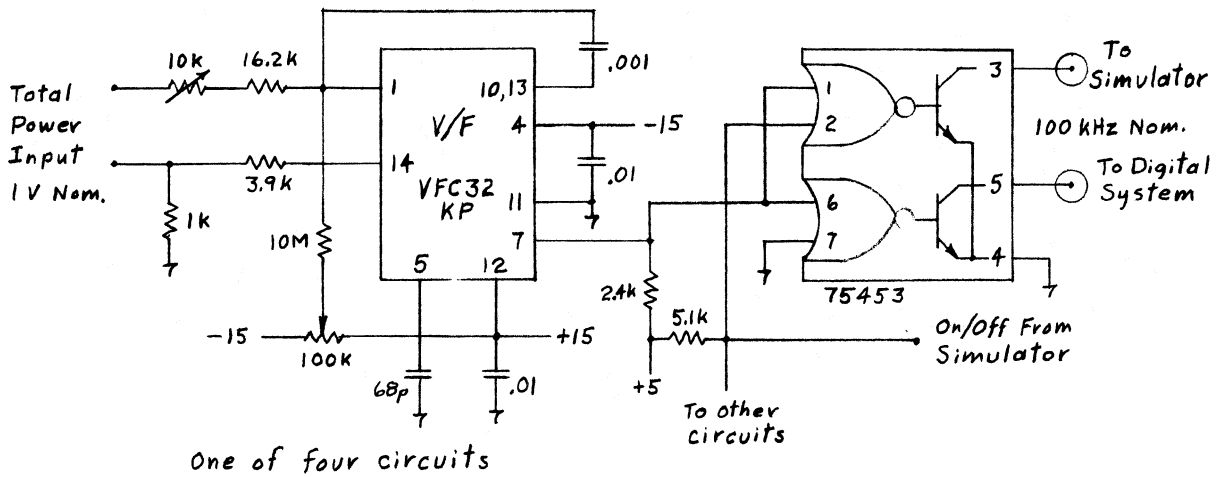 10k
16.2k
.001
Total
Power
Input
1 V Nom.
1
10,13
V/F
4
-15
14
3.9k
VFC32
KP
.01
11
1k
10M
7
5
12
-15
100k
+15
68p
.01
2.4k
5.1k
+5
To other
circuits
1
2
3
6
7
5
4
75453
To
Simulator
100 kHz Nom.
To Digital
System
On/Off From
Simulator
One of four circuits